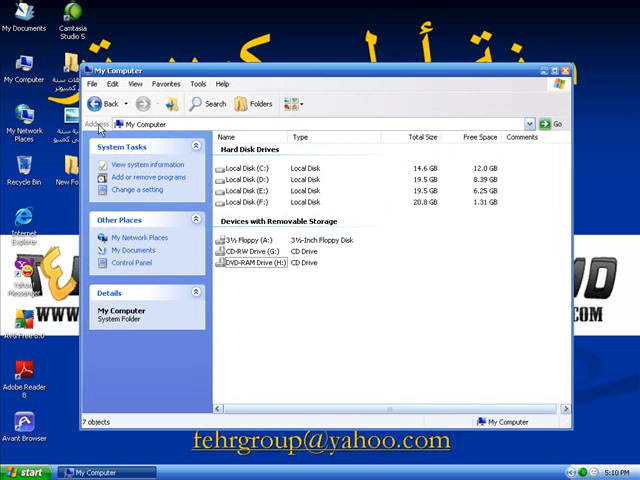 My Documents
Camtasia Studio 5
My Computer
My Network Places
Recycle Bin
New Fo
Internet Explorer
Yahoo! Messenger
AVG Free 8.0
Adobe Reader 8
Avant Browser
My Computer
File Edit View Favorites Tools Help
Back Search Folders
Address My Computer Go
System Tasks
View system information
Add or remove programs
Change a setting
Other Places
My Network Places
My Documents
Control Panel
Details
My Computer
System Folder
Name Type Total Size Free Space Comments
Hard Disk Drives
Local Disk (C:) Local Disk 14.6 GB 12.0 GB
Local Disk (D:) Local Disk 19.5 GB 8.39 GB
Local Disk (E:) Local Disk 19.5 GB 6.25 GB
Local Disk (F:) Local Disk 20.8 GB 1.31 GB
Devices with Removable Storage
3½ Floppy (A:) 3½-Inch Floppy Disk
CD-RW Drive (G:) CD Drive
DVD-RAM Drive (H:) CD Drive
7 objects My Computer
WWW
.COM
fehrgroup@yahoo.com
start My Computer 5:10 PM